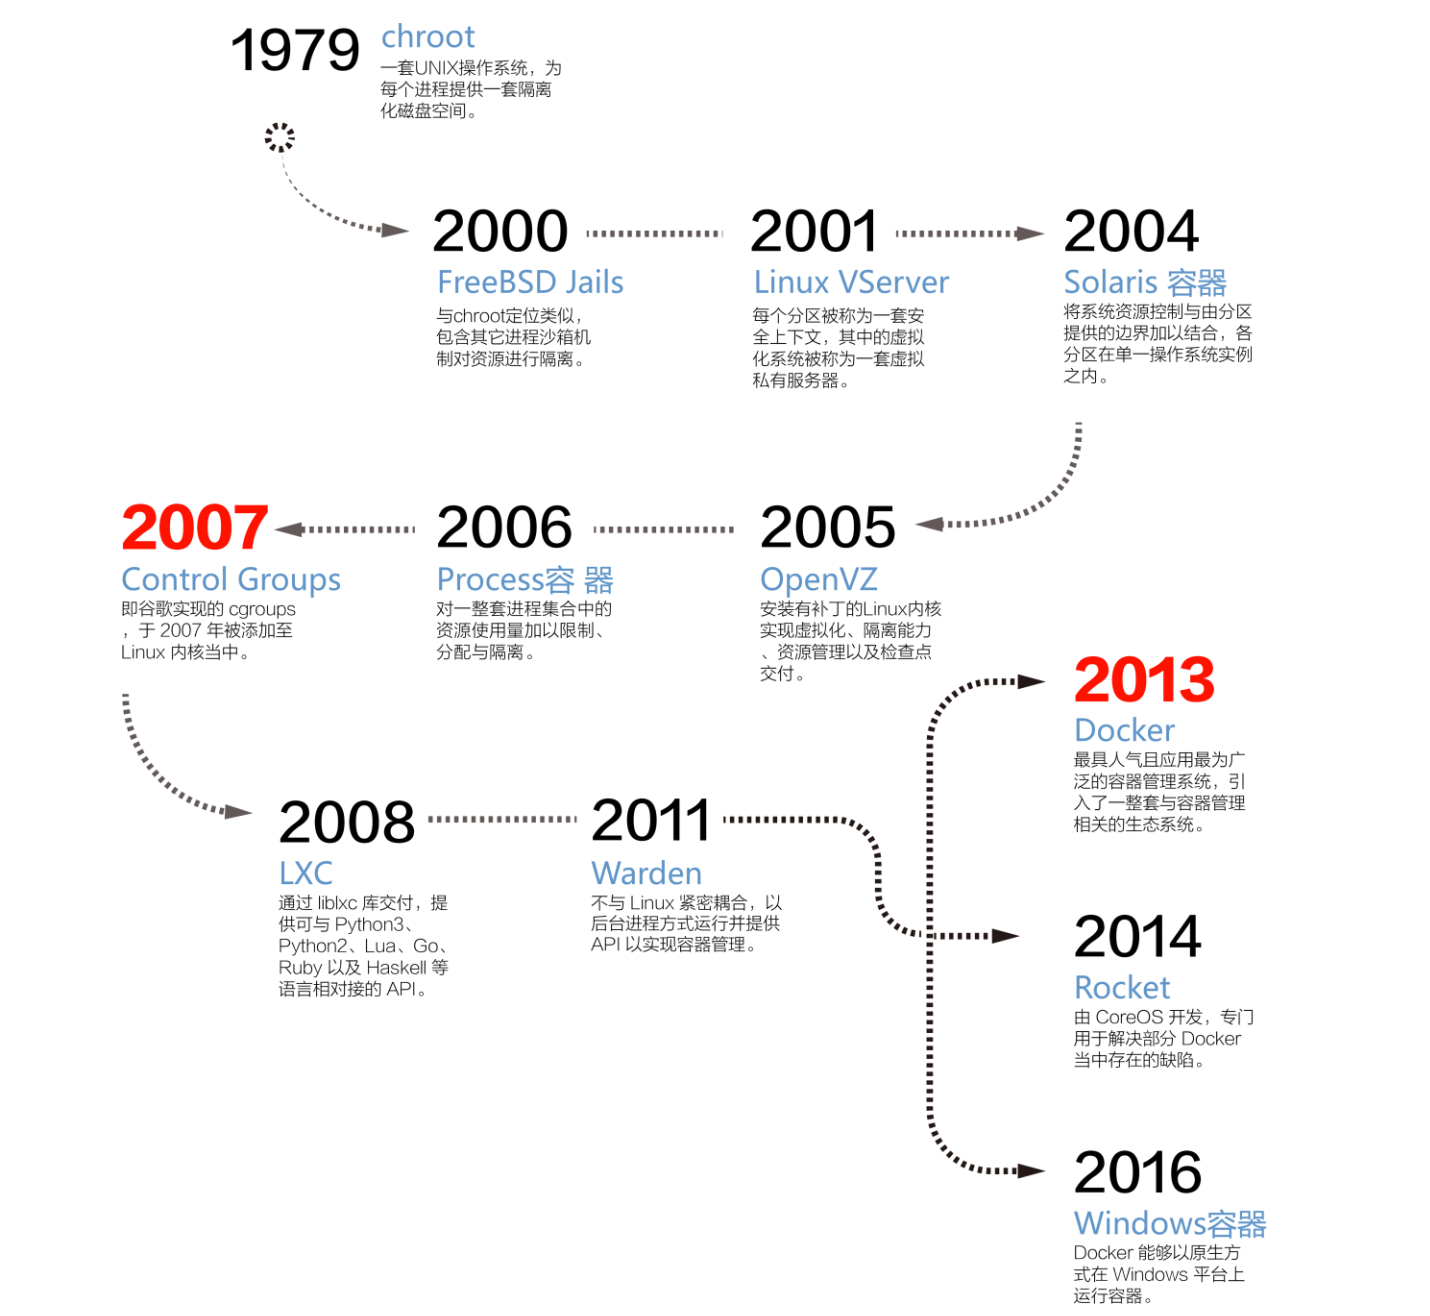 1979
chroot
一套UNIX操作系统，为
每个进程提供一套隔离
化磁盘空间。
2000
FreeBSD Jails
与chroot定位类似，
包含其它进程沙箱机
制对资源进行隔离。
2001
Linux VServer
每个分区被称为一套安
全上下文，其中的虚拟
化系统被称为一套虚拟
私有服务器。
2004
Solaris 容器
将系统资源控制与由分区
提供的边界加以结合，各
分区在单一操作系统实例
之内。
2005
OpenVZ
安装有补丁的Linux内核
实现虚拟化、隔离能力
、资源管理以及检查点
交付。
2006
Process容 器
对一整套进程集合中的
资源使用量加以限制、
分配与隔离。
2007
Control Groups
即谷歌实现的 cgroups
，于 2007 年被添加至
Linux 内核当中。
2008
LXC
通过 liblxc 库交付，提
供可与 Python3、
Python2、Lua、Go、
Ruby 以及 Haskell 等
语言相对接的 API。
2011
Warden
不与 Linux 紧密耦合，以
后台进程方式运行并提供
API 以实现容器管理。
2013
Docker
最具人气且应用最为广
泛的容器管理系统，引
入了一整套与容器管理
相关的生态系统。
2014
Rocket
由 CoreOS 开发，专门
用于解决部分 Docker
当中存在的缺陷。
2016
Windows容器
Docker 能够以原生方
式在 Windows 平台上
运行容器。